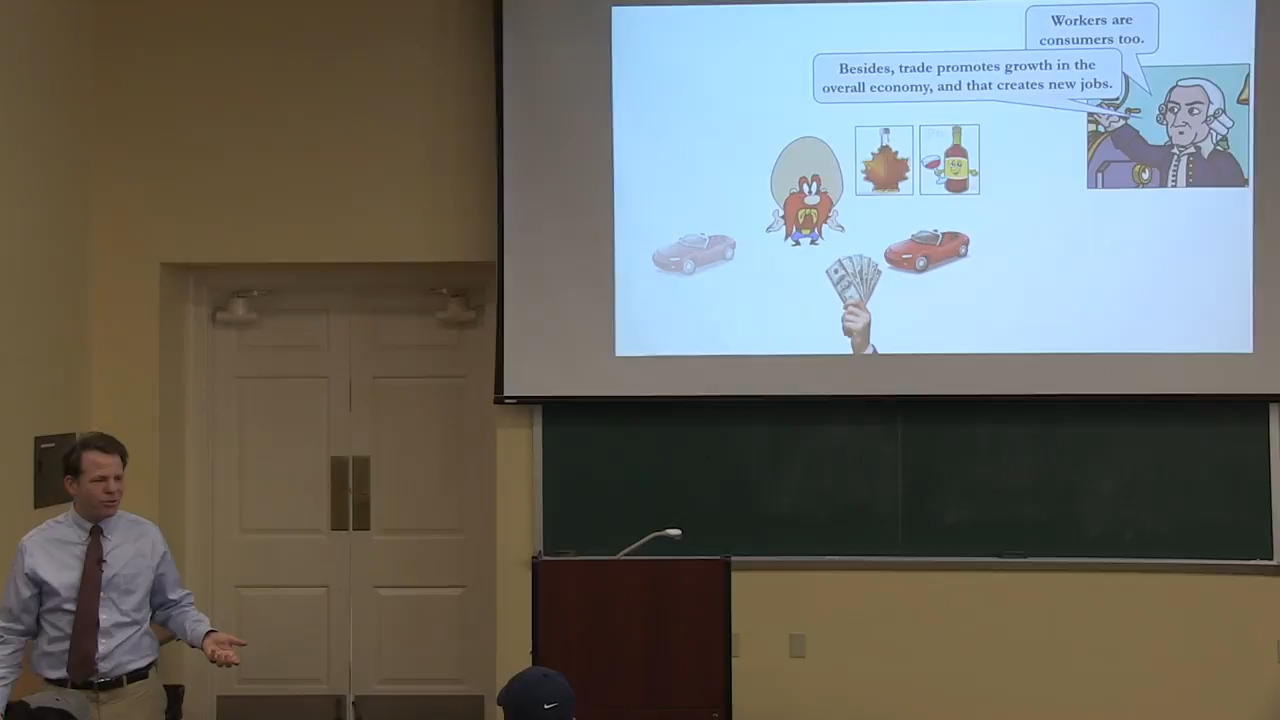 Workers are
consumers too.
Besides, trade promotes growth in the
overall economy, and that creates new jobs.